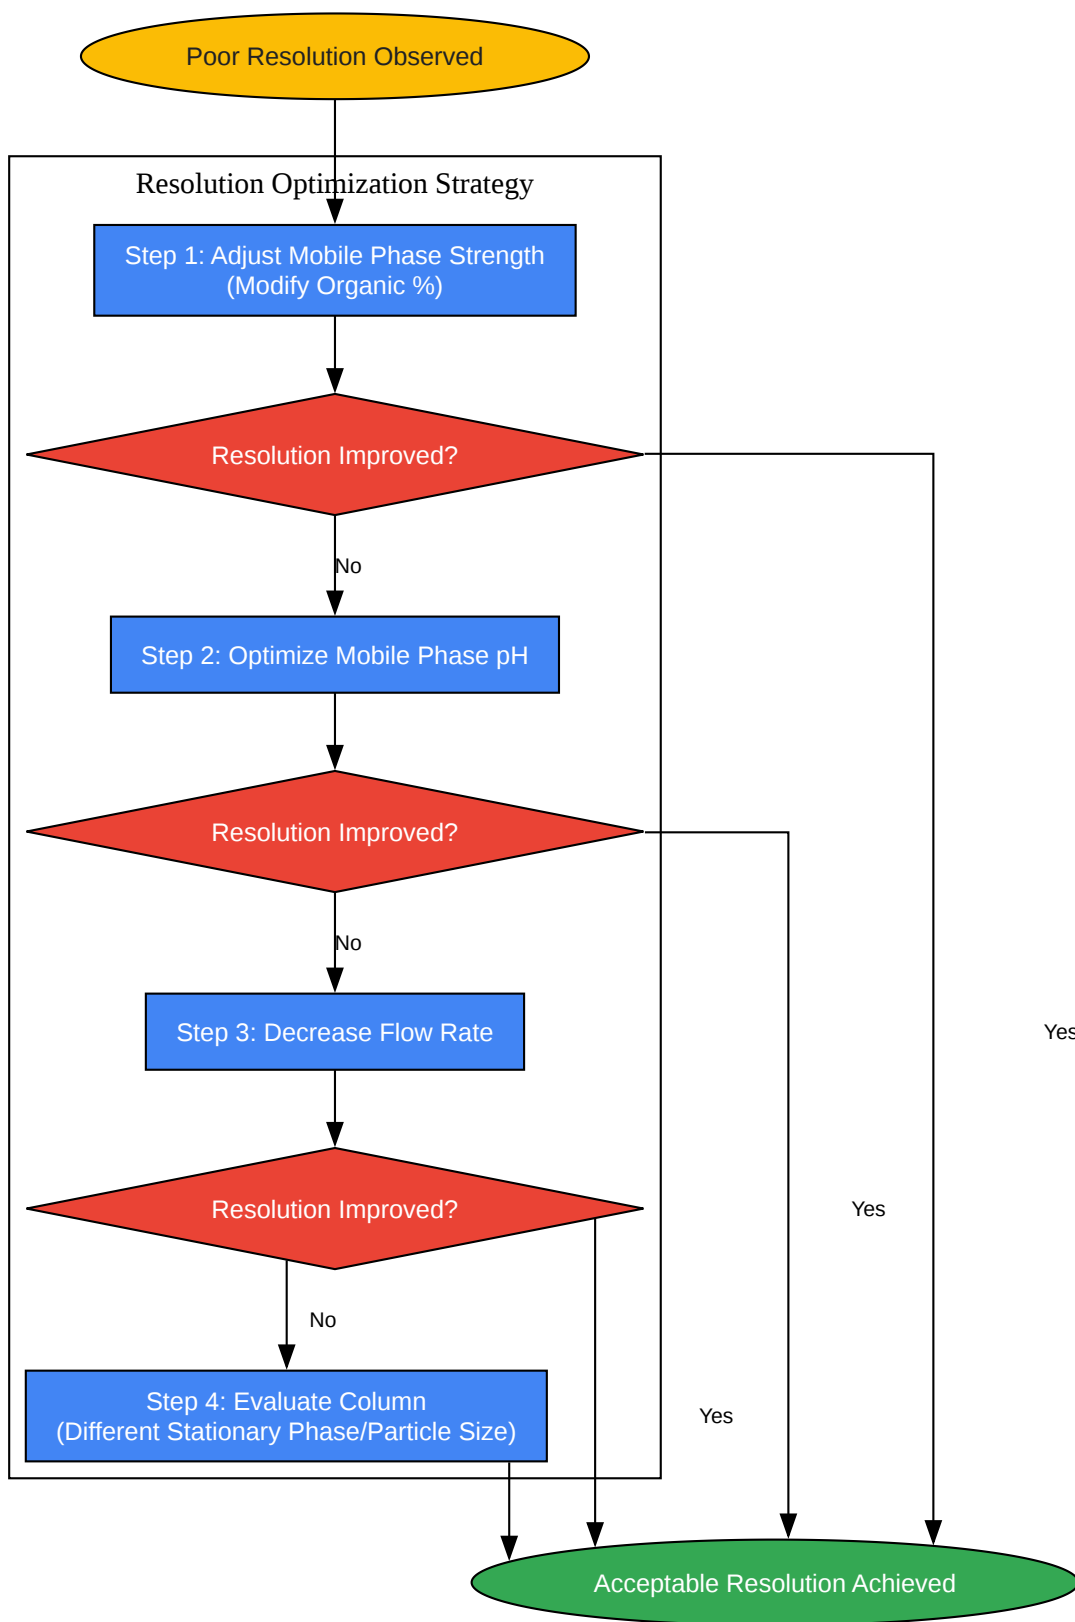 Poor Resolution Observed
Resolution Optimization Strategy
Step 1: Adjust Mobile Phase Strength
(Modify Organic %)
Resolution Improved?
No
Step 2: Optimize Mobile Phase pH
Resolution Improved?
No
Step 3: Decrease Flow Rate
Yes
Resolution Improved?
Yes
No
Step 4: Evaluate Column
(Different Stationary Phase/Particle Size)
Yes
Acceptable Resolution Achieved